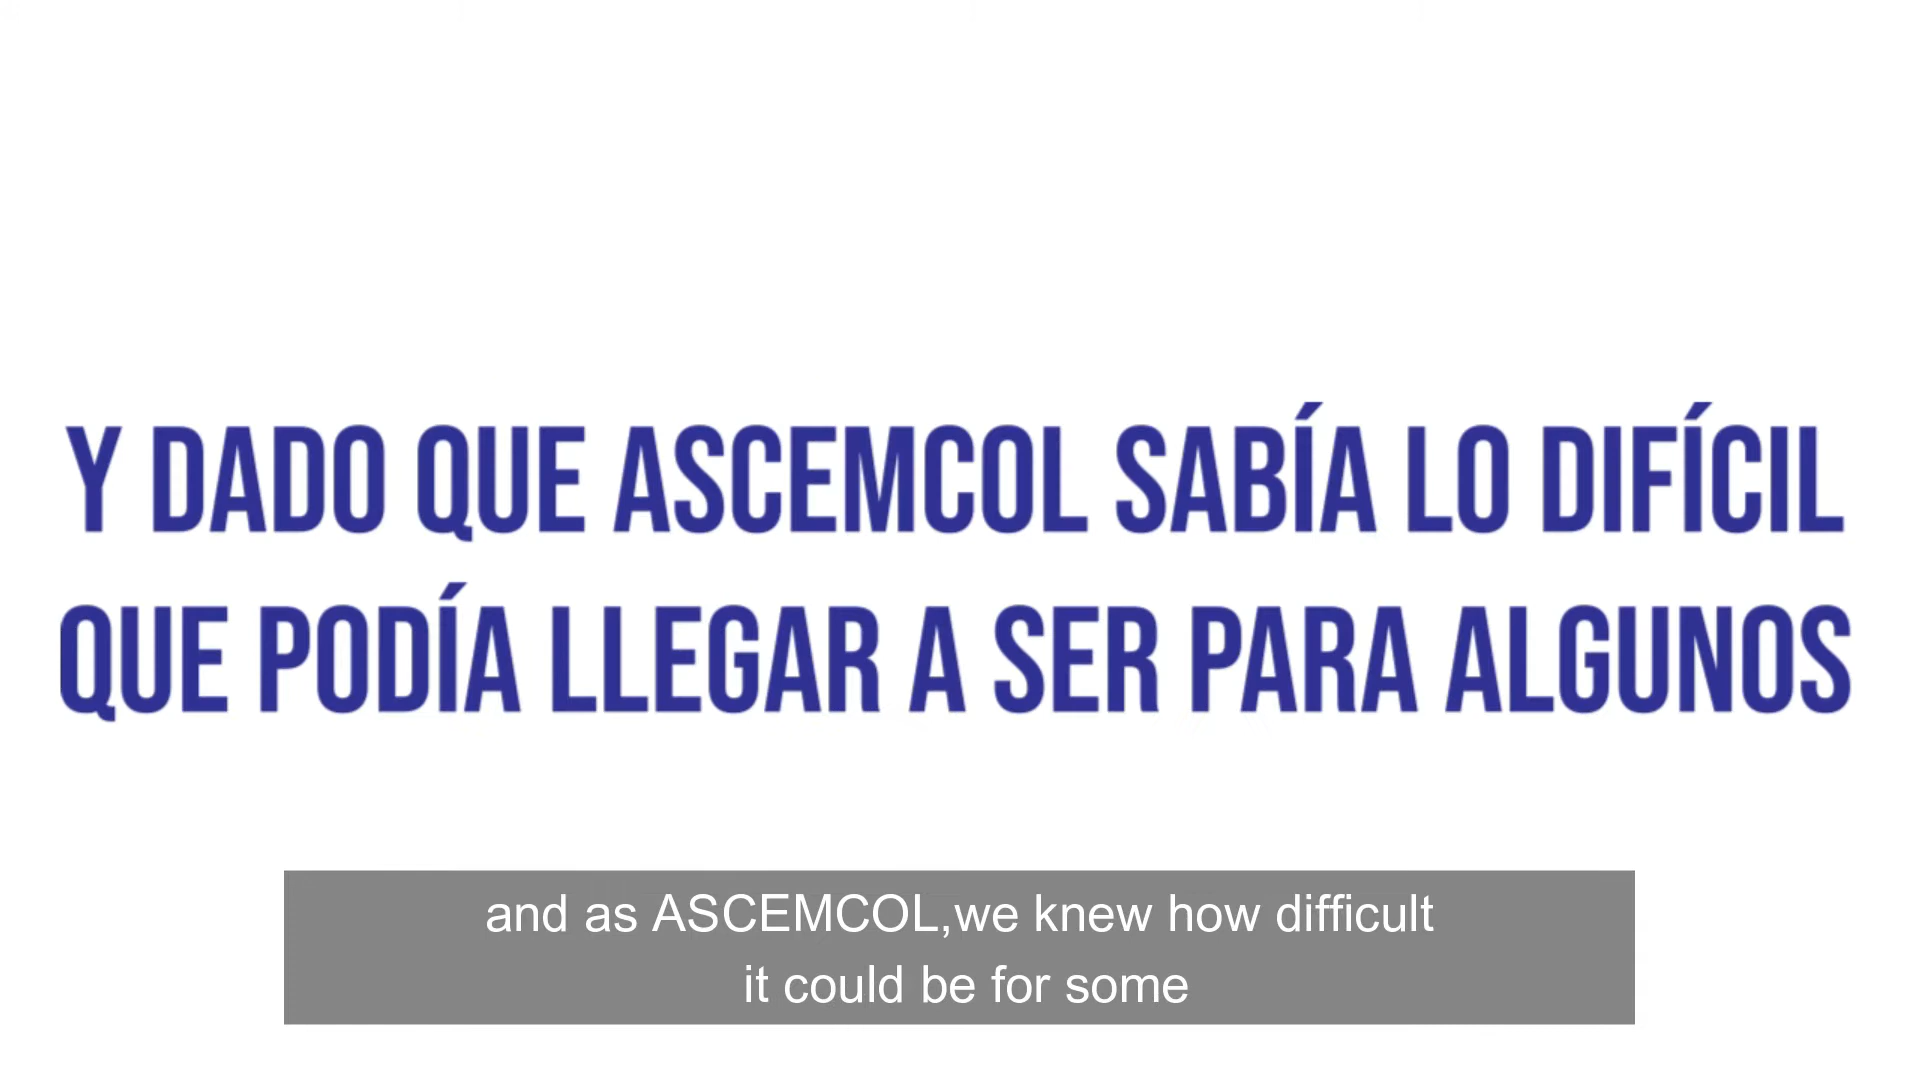 Y DADO QUE ASCEMCOL SABÍA LO DIFÍCIL
QUE PODÍA LLEGAR A SER PARA ALGUNOS
and as ASCEMCOL,we knew how difficult
it could be for some